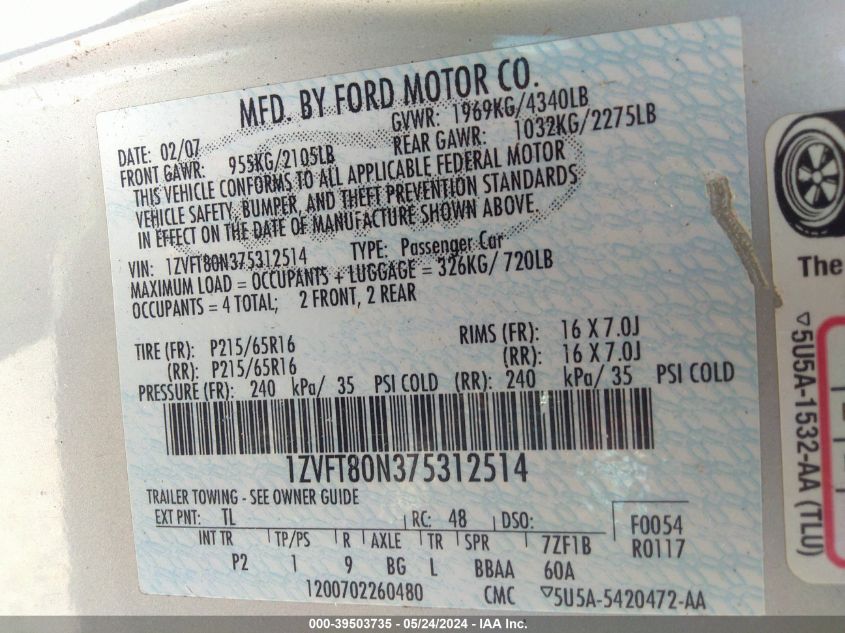 MFD. BY FORD MOTOR CO.
DATE: 02/07 GVWR: 1969KG/4340LB
FRONT GAWR: 955KG/2105LB REAR GAWR: 1032KG/2275LB
THIS VEHICLE CONFORMS TO ALL APPLICABLE FEDERAL MOTOR
VEHICLE SAFETY, BUMPER, AND THEFT PREVENTION STANDARDS
IN EFFECT ON THE DATE OF MANUFACTURE SHOWN ABOVE.
VIN: 1ZVFT80N375312514 TYPE: Passenger Car
MAXIMUM LOAD = OCCUPANTS + LUGGAGE = 326KG/ 720LB
OCCUPANTS = 4 TOTAL; 2 FRONT, 2 REAR
TIRE (FR): P215/65R16 RIMS (FR): 16 X 7.0J
(RR): P215/65R16 (RR): 16 X 7.0J
PRESSURE (FR): 240 kPa/ 35 PSI COLD (RR): 240 kPa/ 35 PSI COLD
1ZVFT80N375312514
TRAILER TOWING - SEE OWNER GUIDE
EXT PNT: TL RC: 48 DSO: F0054
INT TR TP/PS R AXLE TR SPR 7ZF1B R0117
P2 1 9 BG L BBAA 60A
1200702260480 CMC ▽5U5A-5420472-AA
The
▽5U5A-1532-AA (TLU)
000-39503735 - 05/24/2024 - IAA Inc.